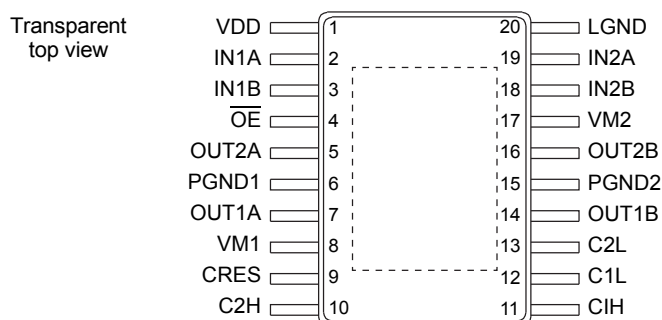 Transparent
top view
VDD 1 20 LGND
IN1A 2 19 IN2A
IN1B 3 18 IN2B
O̅E̅ 4 17 VM2
OUT2A 5 16 OUT2B
PGND1 6 15 PGND2
OUT1A 7 14 OUT1B
VM1 8 13 C2L
CRES 9 12 C1L
C2H 10 11 CIH